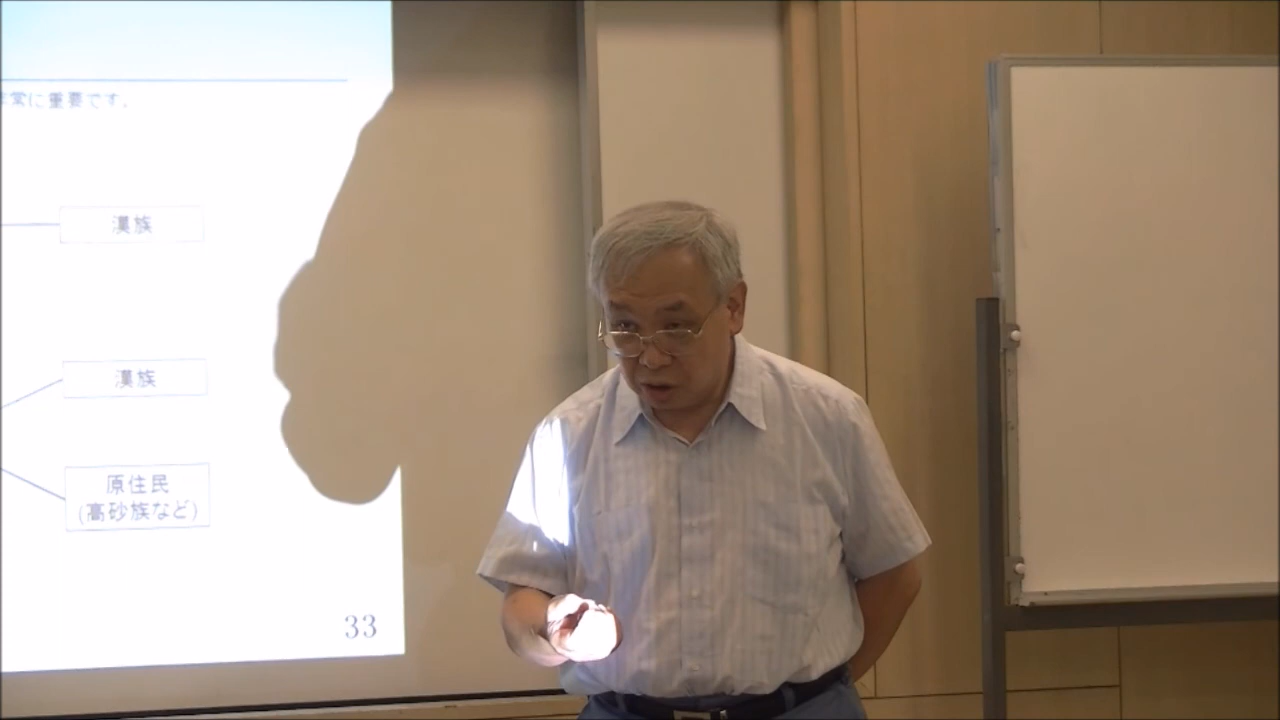 常に重要です。
漢族
漢族
原住民
(高砂族など)
33